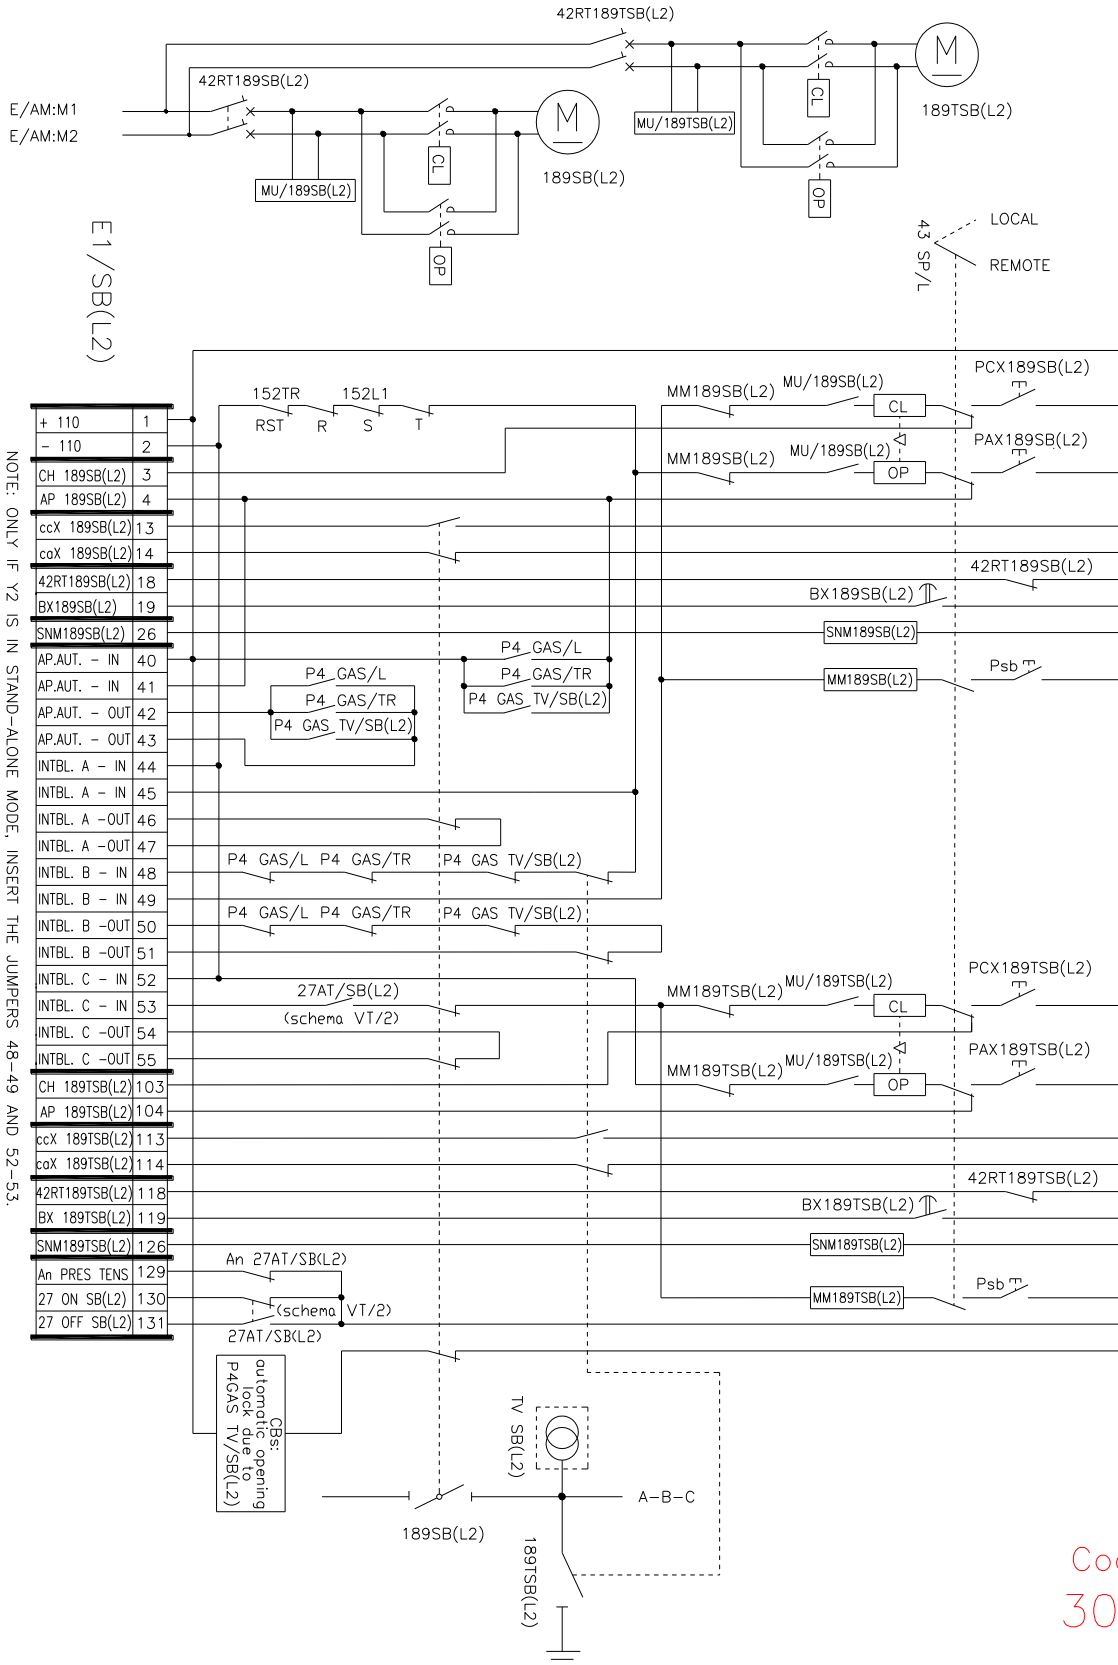 42RT189TSB(L2)
M
189TSB(L2)
42RT189SB(L2)
E/AM:M1
E/AM:M2
CL
MU/189TSB(L2)
OP
M
189SB(L2)
CL
MU/189SB(L2)
OP
E1/SB(L2)
43 SP/L
LOCAL
REMOTE
152TR
152L1
RST
R
S
T
MM189SB(L2)
MU/189SB(L2)
CL
PCX189SB(L2)
MM189SB(L2)
MU/189SB(L2)
OP
PAX189SB(L2)
+ 110 1
- 110 2
CH 189SB(L2) 3
AP 189SB(L2) 4
ccX 189SB(L2) 13
caX 189SB(L2) 14
42RT189SB(L2) 18
BX189SB(L2) 19
SNM189SB(L2) 26
AP.AUT. - IN 40
AP.AUT. - IN 41
AP.AUT. - OUT 42
AP.AUT. - OUT 43
INTBL. A - IN 44
INTBL. A - IN 45
INTBL. A -OUT 46
INTBL. A -OUT 47
INTBL. B - IN 48
INTBL. B - IN 49
INTBL. B -OUT 50
INTBL. B -OUT 51
INTBL. C - IN 52
INTBL. C - IN 53
INTBL. C -OUT 54
INTBL. C -OUT 55
CH 189TSB(L2) 103
AP 189TSB(L2) 104
ccX 189TSB(L2) 113
caX 189TSB(L2) 114
42RT189TSB(L2) 118
BX 189TSB(L2) 119
SNM189TSB(L2) 126
An PRES TENS 129
27 ON SB(L2) 130
27 OFF SB(L2) 131
NOTE: ONLY IF Y2 IS IN STAND-ALONE MODE, INSERT THE JUMPERS 48-49 AND 52-53.
42RT189SB(L2)
BX189SB(L2)
SNM189SB(L2)
P4 GAS/L
P4 GAS/TR
P4 GAS TV/SB(L2)
P4 GAS/L
P4 GAS/TR
P4 GAS TV/SB(L2)
MM189SB(L2)
Psb
P4 GAS/L P4 GAS/TR P4 GAS TV/SB(L2)
P4 GAS/L P4 GAS/TR P4 GAS TV/SB(L2)
27AT/SB(L2)
(schema VT/2)
MM189TSB(L2)
MU/189TSB(L2)
CL
PCX189TSB(L2)
MM189TSB(L2)
MU/189TSB(L2)
OP
PAX189TSB(L2)
42RT189TSB(L2)
BX189TSB(L2)
SNM189TSB(L2)
An 27AT/SB(L2)
(schema VT/2)
27AT/SB(L2)
MM189TSB(L2)
Psb
CBs:
automatic opening
lock due to
P4GAS TV/SB(L2)
TV SB(L2)
A-B-C
189SB(L2)
189TSB(L2)
30